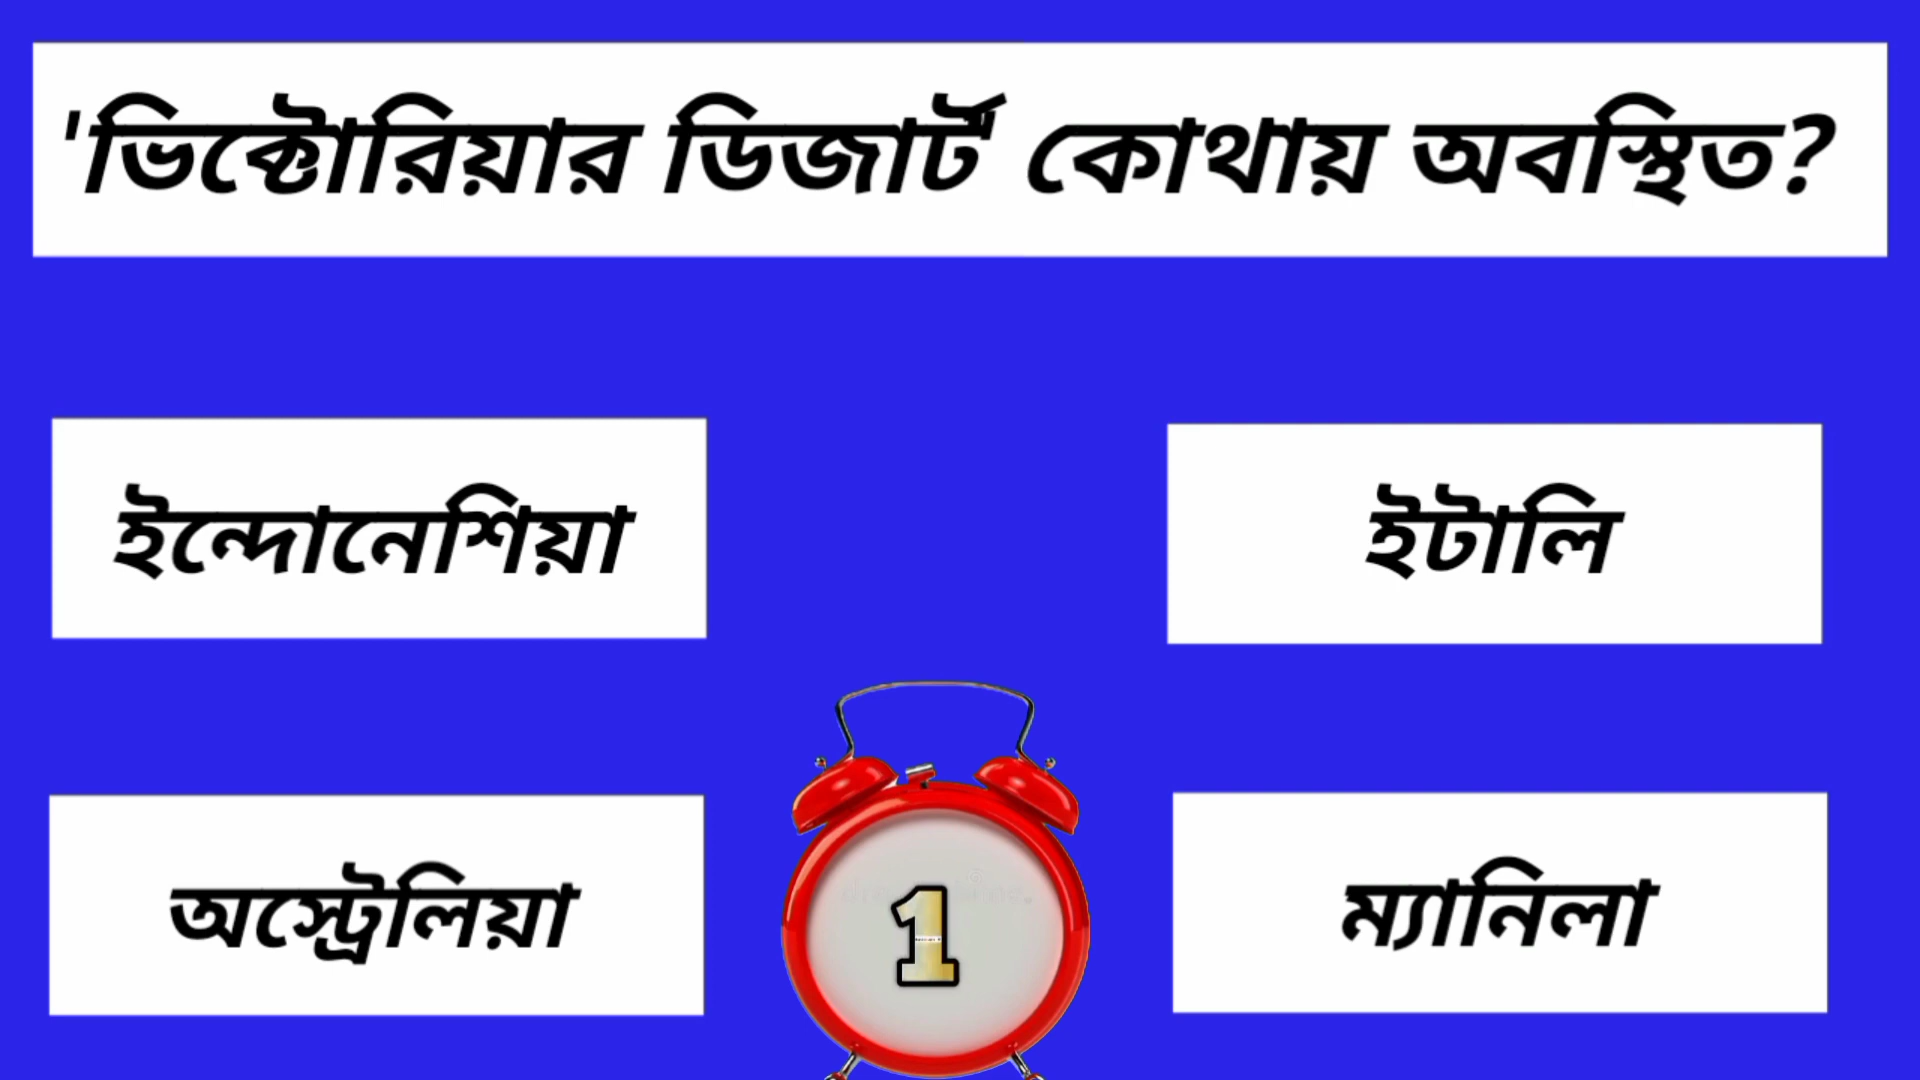 'ভিক্টোরিয়ার ডিজার্ট' কোথায় অবস্থিত?
ইন্দোনেশিয়া
ইটালি
অস্ট্রেলিয়া
ম্যানিলা
1